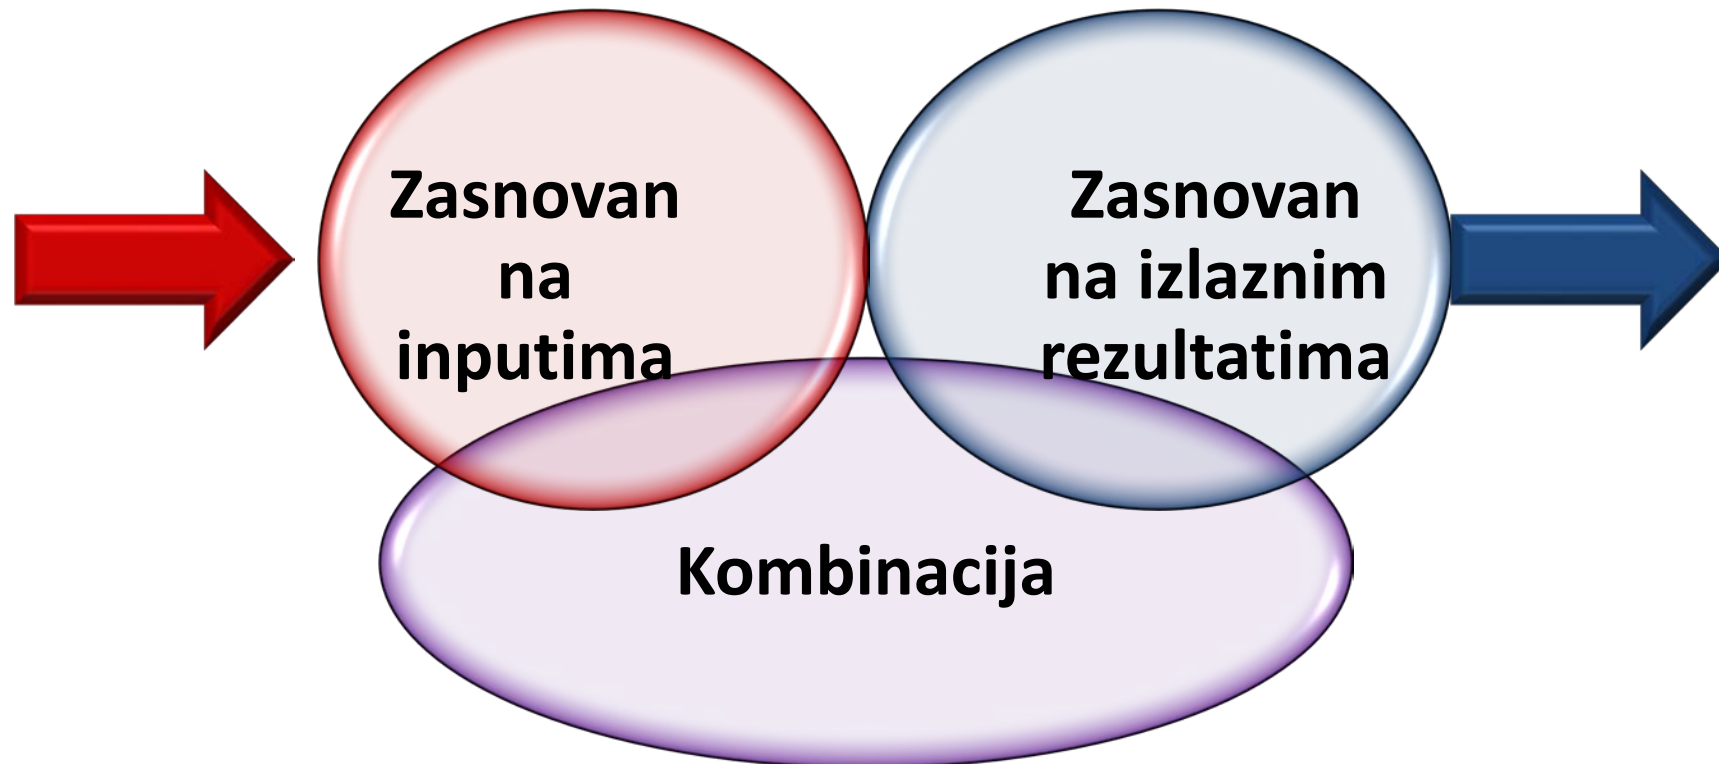 Zasnovan
na
inputima
Zasnovan
na izlaznim
rezultatima
Kombinacija